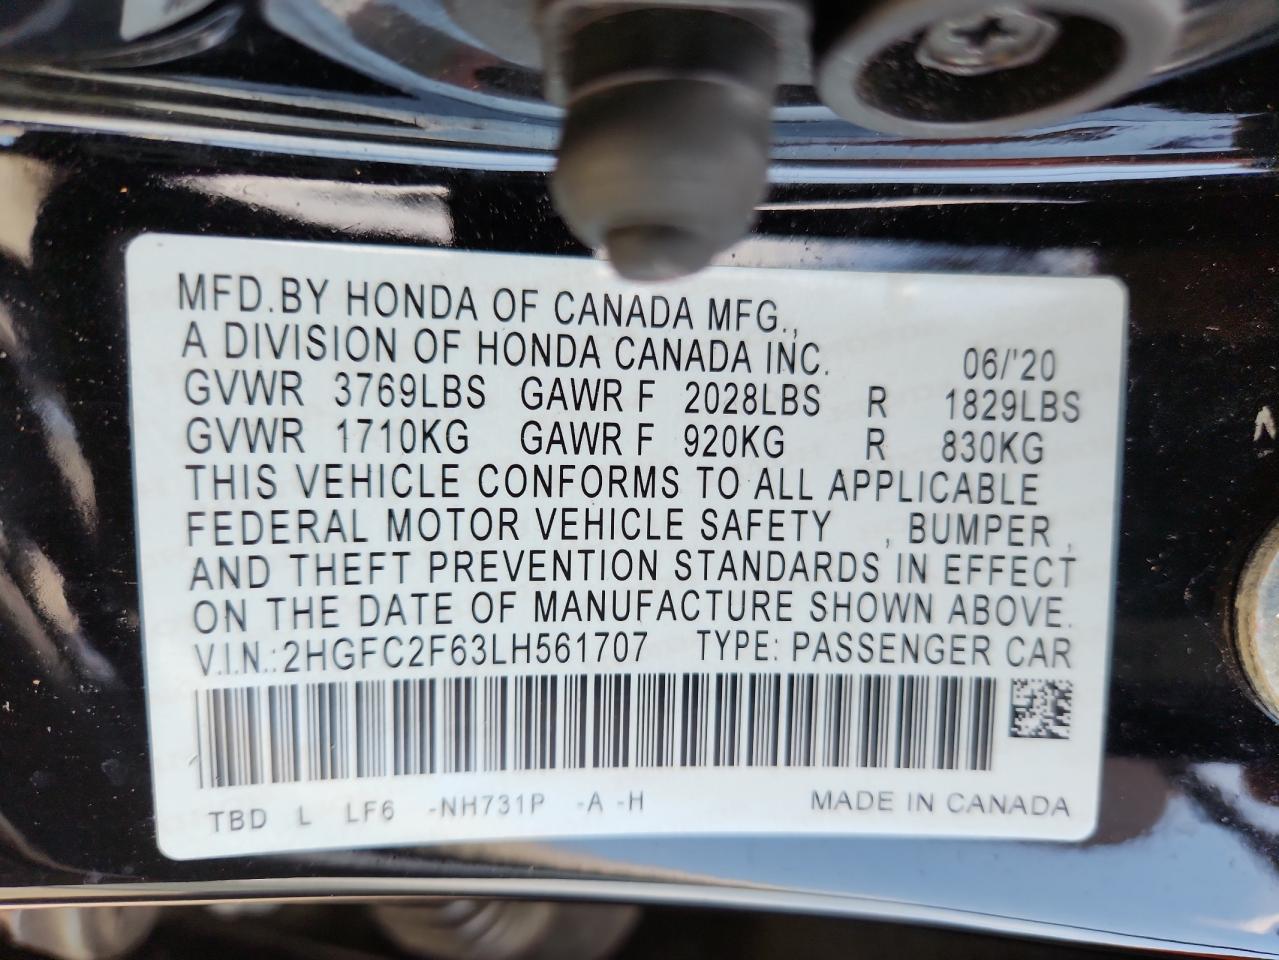 MFD.BY HONDA OF CANADA MFG.,
A DIVISION OF HONDA CANADA INC. 06/'20
GVWR 3769LBS GAWR F 2028LBS R 1829LBS
GVWR 1710KG GAWR F 920KG R 830KG
THIS VEHICLE CONFORMS TO ALL APPLICABLE
FEDERAL MOTOR VEHICLE SAFETY , BUMPER ,
AND THEFT PREVENTION STANDARDS IN EFFECT
ON THE DATE OF MANUFACTURE SHOWN ABOVE.
V.I.N.:2HGFC2F63LH561707 TYPE: PASSENGER CAR
TBD L LF6 -NH731P -A -H MADE IN CANADA